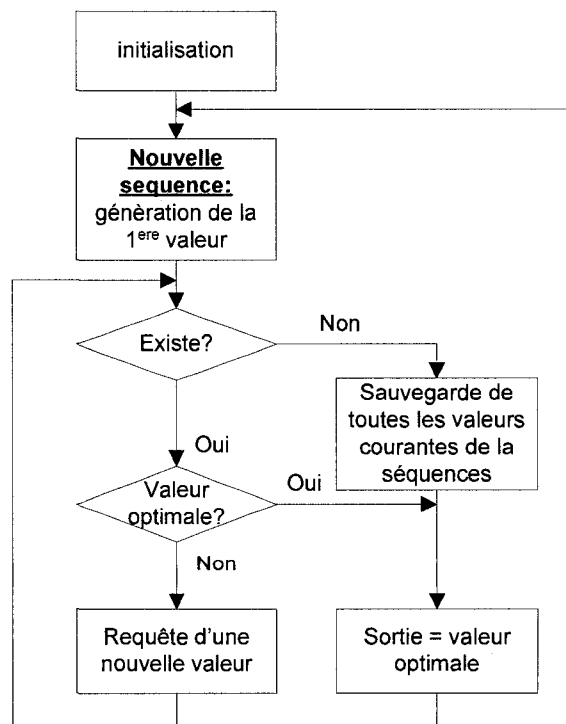 initialisation
Nouvelle
sequence:
génèration de la
1ere valeur
Existe?
Non
Sauvegarde de
toutes les valeurs
courantes de la
séquences
Oui
Valeur
optimale?
Oui
Non
Requête d'une
nouvelle valeur
Sortie = valeur
optimale